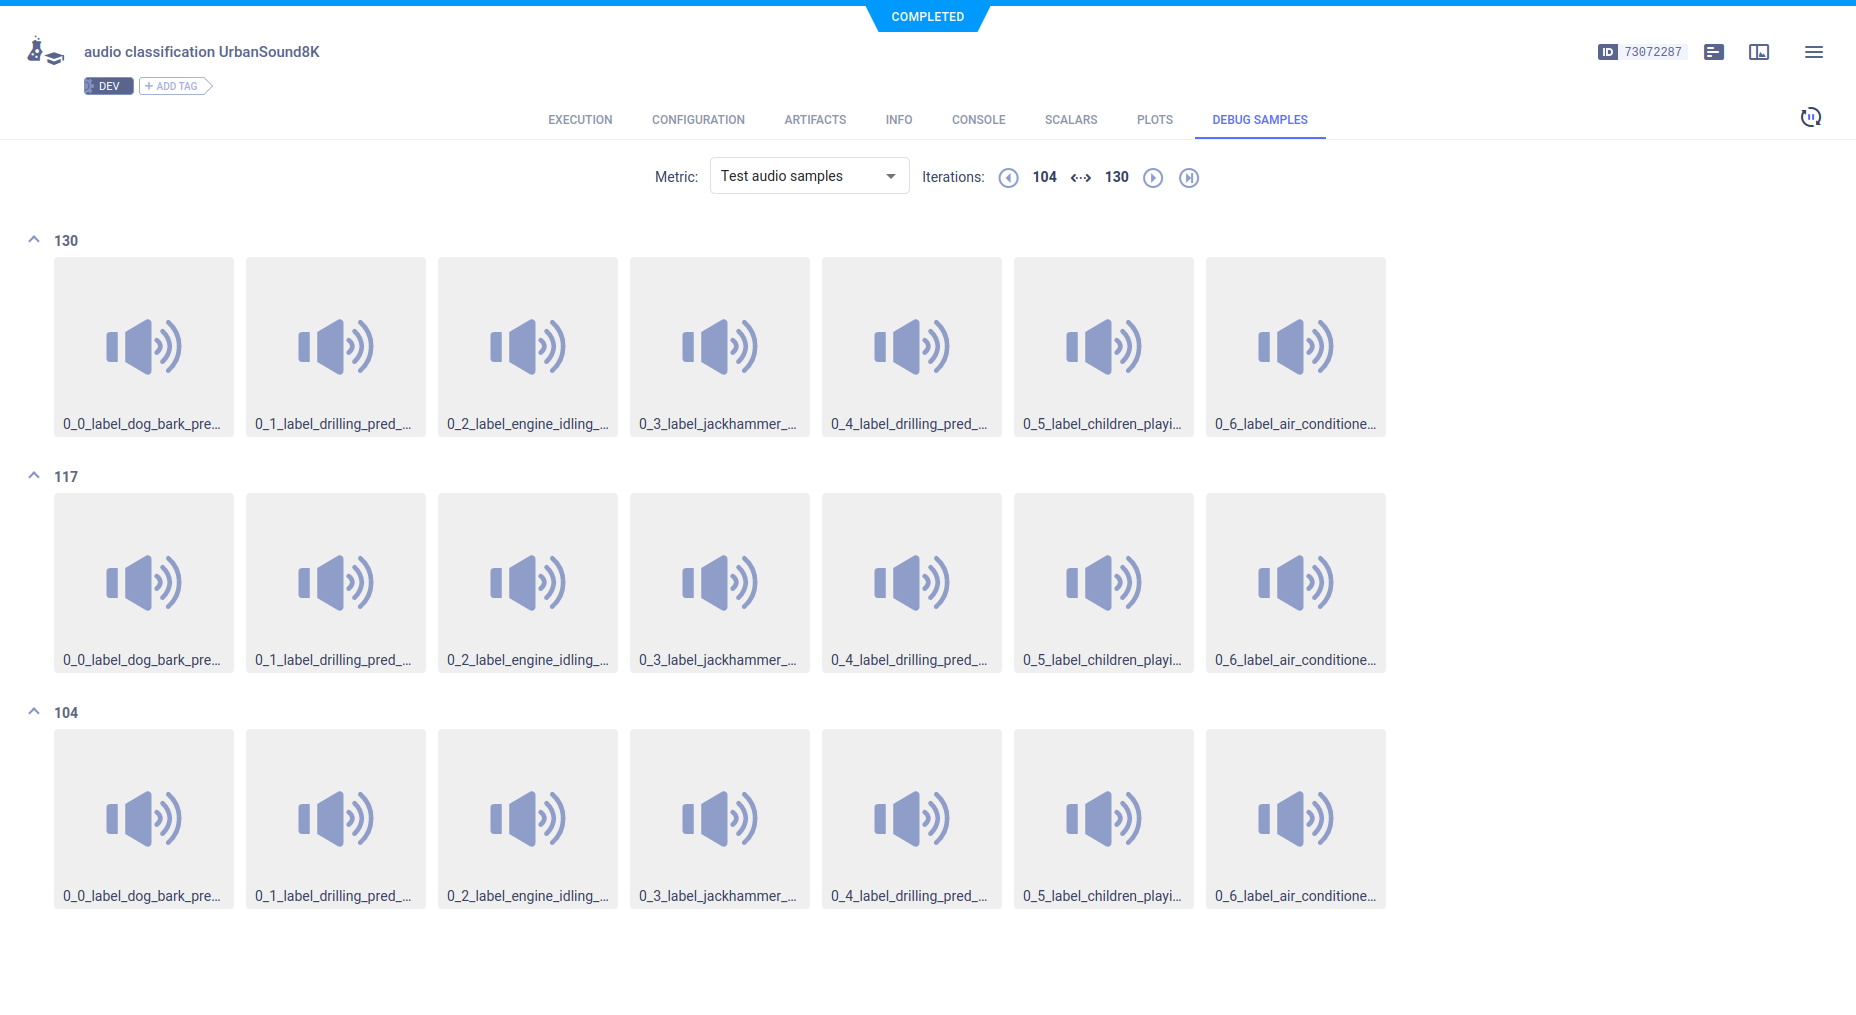 COMPLETED
audio classification UrbanSound8K
ID 73072287
DEV + ADD TAG
EXECUTION CONFIGURATION ARTIFACTS INFO CONSOLE SCALARS PLOTS DEBUG SAMPLES
Metric: Test audio samples Iterations: 104 130
130
0_0_label_dog_bark_pre... 0_1_label_drilling_pred_... 0_2_label_engine_idling_... 0_3_label_jackhammer_... 0_4_label_drilling_pred_... 0_5_label_children_playi... 0_6_label_air_conditione...
117
0_0_label_dog_bark_pre... 0_1_label_drilling_pred_... 0_2_label_engine_idling_... 0_3_label_jackhammer_... 0_4_label_drilling_pred_... 0_5_label_children_playi... 0_6_label_air_conditione...
104
0_0_label_dog_bark_pre... 0_1_label_drilling_pred_... 0_2_label_engine_idling_... 0_3_label_jackhammer_... 0_4_label_drilling_pred_... 0_5_label_children_playi... 0_6_label_air_conditione...